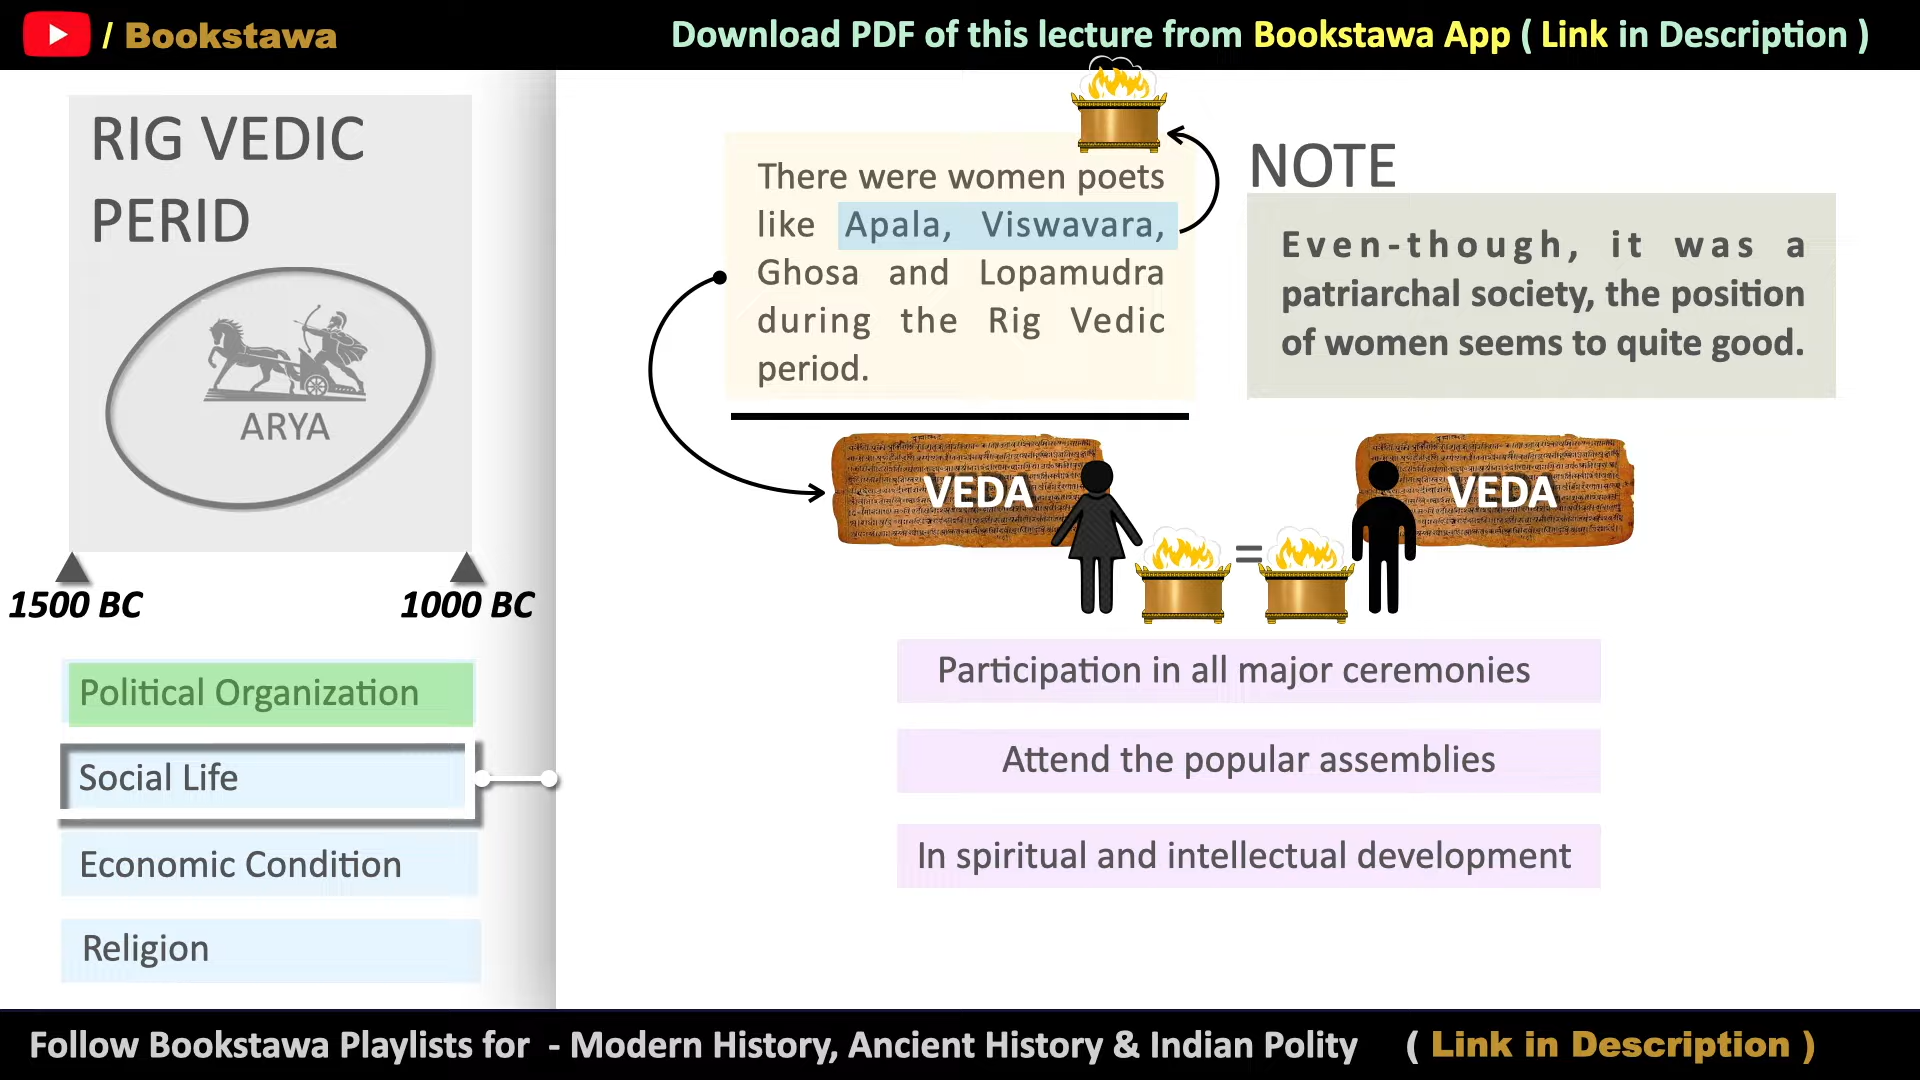 / Bookstawa
Download PDF of this lecture from Bookstawa App ( Link in Description )
RIG VEDIC
PERID
ARYA
1500 BC
1000 BC
Political Organization
Social Life
Economic Condition
Religion
There were women poets
like Apala, Viswavara,
Ghosa and Lopamudra
during the Rig Vedic
period.
NOTE
Even-though, it was a
patriarchal society, the position
of women seems to quite good.
VEDA
=
VEDA
Participation in all major ceremonies
Attend the popular assemblies
In spiritual and intellectual development
Follow Bookstawa Playlists for - Modern History, Ancient History & Indian Polity ( Link in Description )